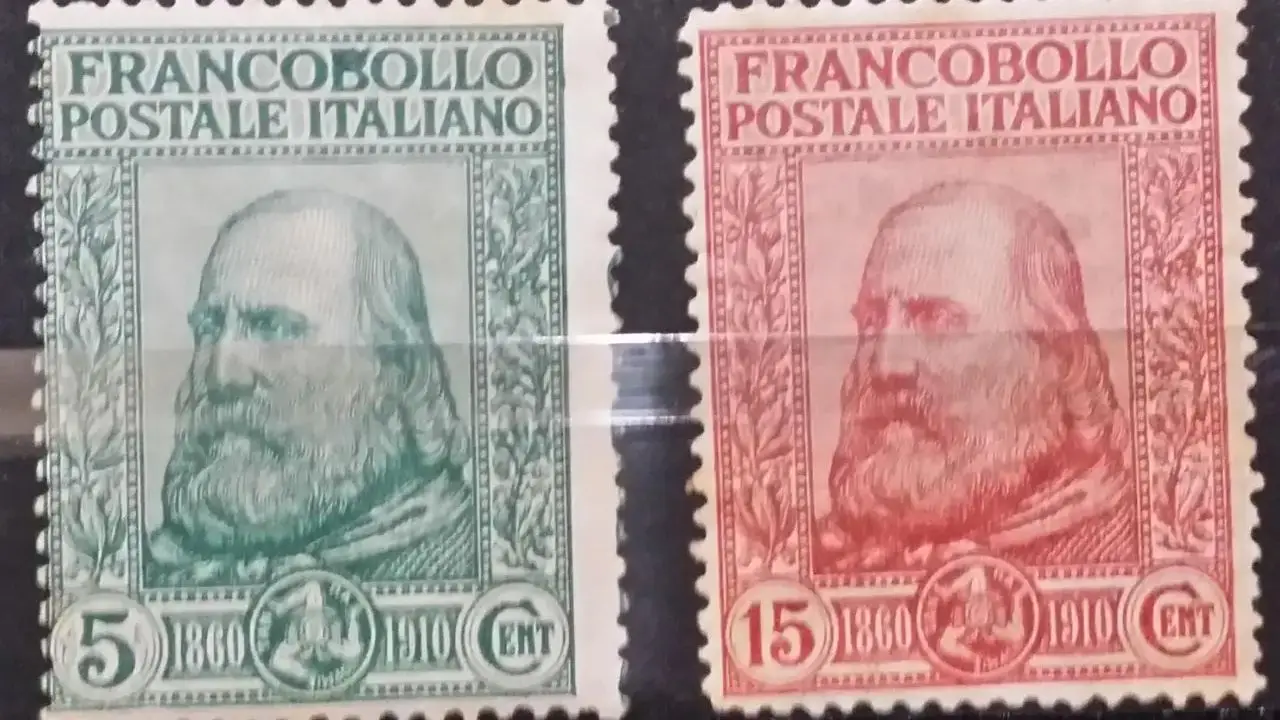 FRANCOBOLLO
POSTALE ITALIANO
5 1860 1910 CENT
FRANCOBOLLO
POSTALE ITALIANO
15 1860 1910 CENT